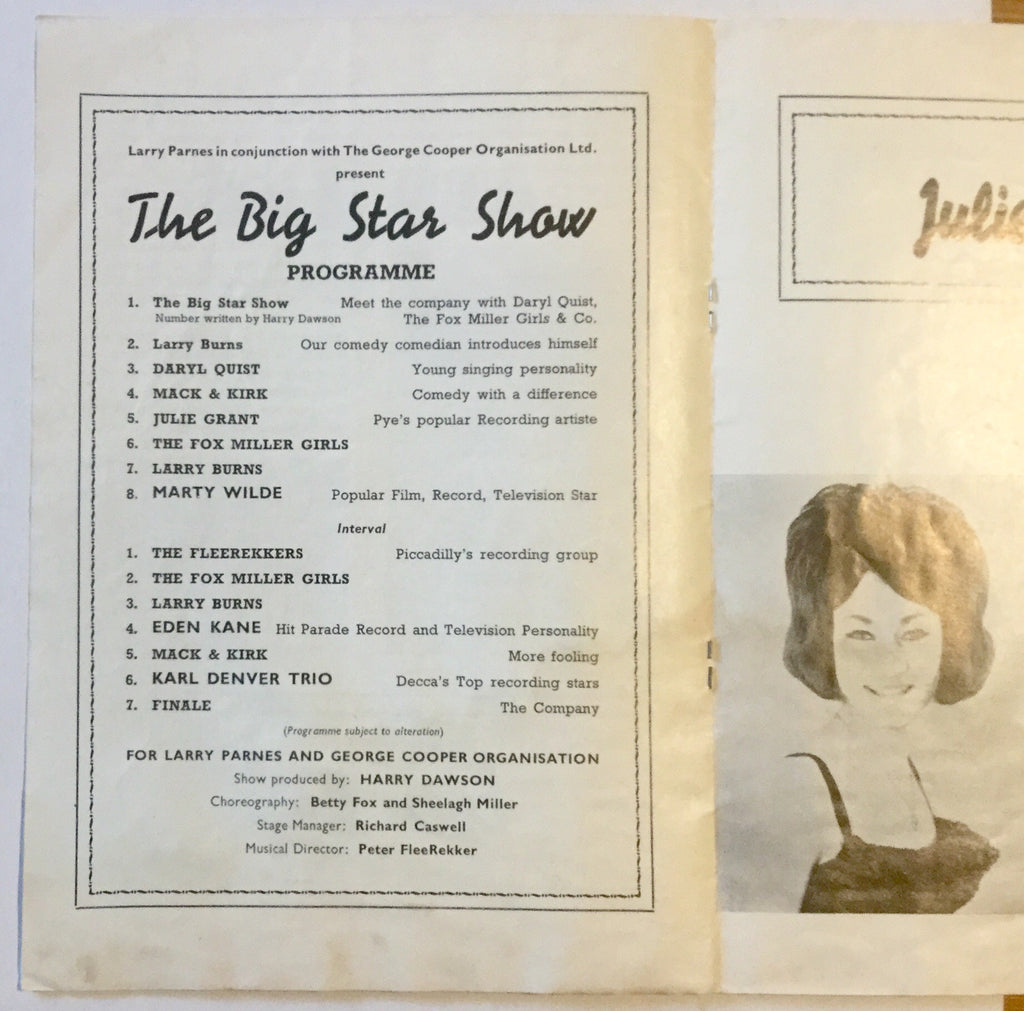 Larry Parnes in conjunction with The George Cooper Organisation Ltd.
present
The Big Star Show
PROGRAMME
1. The Big Star Show Meet the company with Daryl Quist,
Number written by Harry Dawson The Fox Miller Girls & Co.
2. Larry Burns Our comedy comedian introduces himself
3. DARYL QUIST Young singing personality
4. MACK & KIRK Comedy with a difference
5. JULIE GRANT Pye's popular Recording artiste
6. THE FOX MILLER GIRLS
7. LARRY BURNS
8. MARTY WILDE Popular Film, Record, Television Star
Interval
1. THE FLEEREKKERS Piccadilly's recording group
2. THE FOX MILLER GIRLS
3. LARRY BURNS
4. EDEN KANE Hit Parade Record and Television Personality
5. MACK & KIRK More fooling
6. KARL DENVER TRIO Decca's Top recording stars
7. FINALE The Company
(Programme subject to alteration)
FOR LARRY PARNES AND GEORGE COOPER ORGANISATION
Show produced by: HARRY DAWSON
Choreography: Betty Fox and Sheelagh Miller
Stage Manager: Richard Caswell
Musical Director: Peter FleeRekker